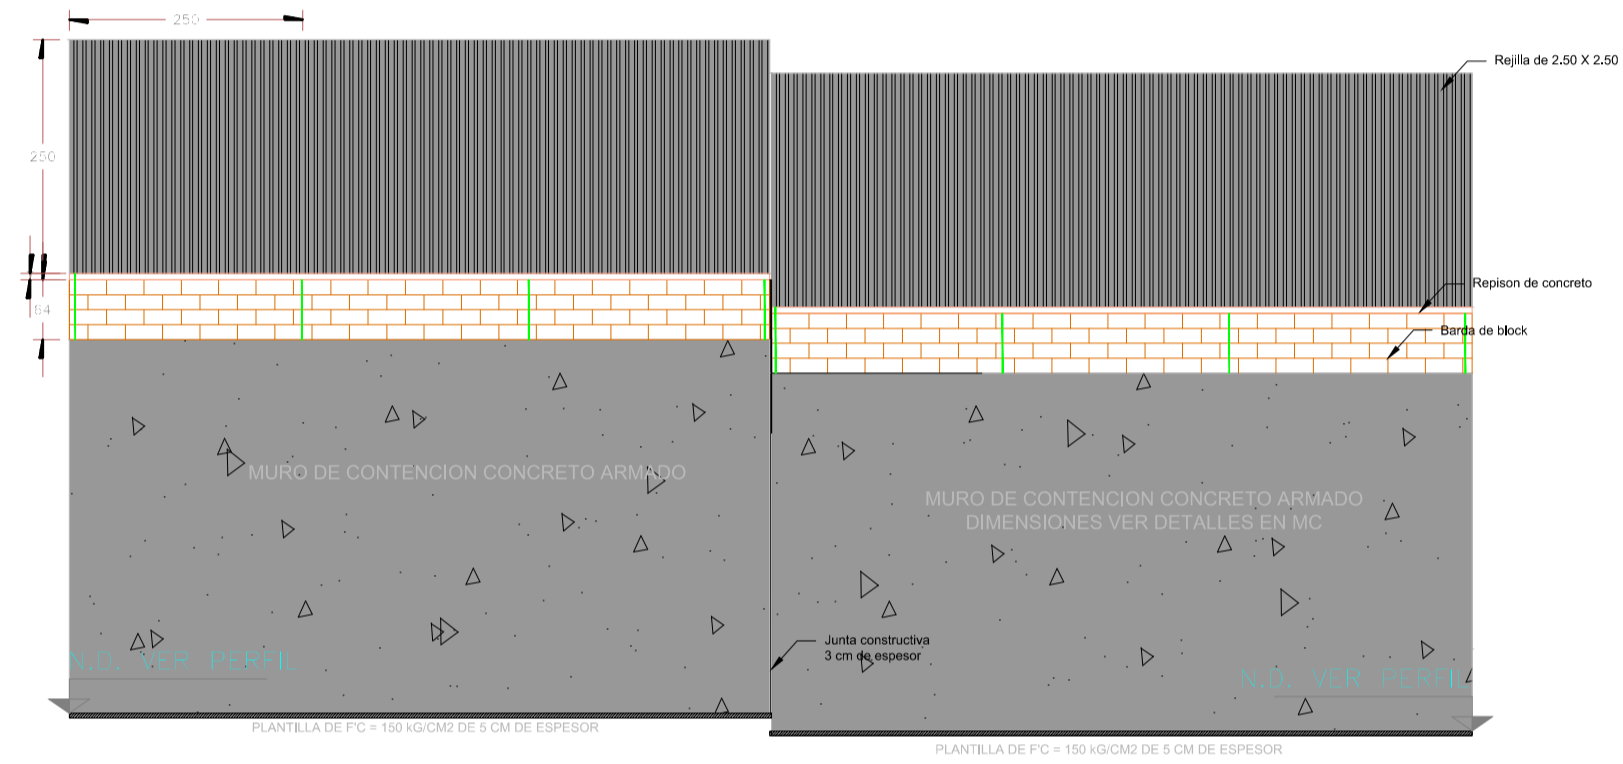 250
Rejilla de 2.50 X 2.50
250
Repison de concreto
64
Barda de block
MURO DE CONTENCION CONCRETO ARMADO
MURO DE CONTENCION CONCRETO ARMADO
DIMENSIONES VER DETALLES EN MC
Junta constructiva
3 cm de espesor
N.D. VER PERFIL
N.D. VER PERFIL
PLANTILLA DE F'C = 150 kG/CM2 DE 5 CM DE ESPESOR
PLANTILLA DE F'C = 150 kG/CM2 DE 5 CM DE ESPESOR